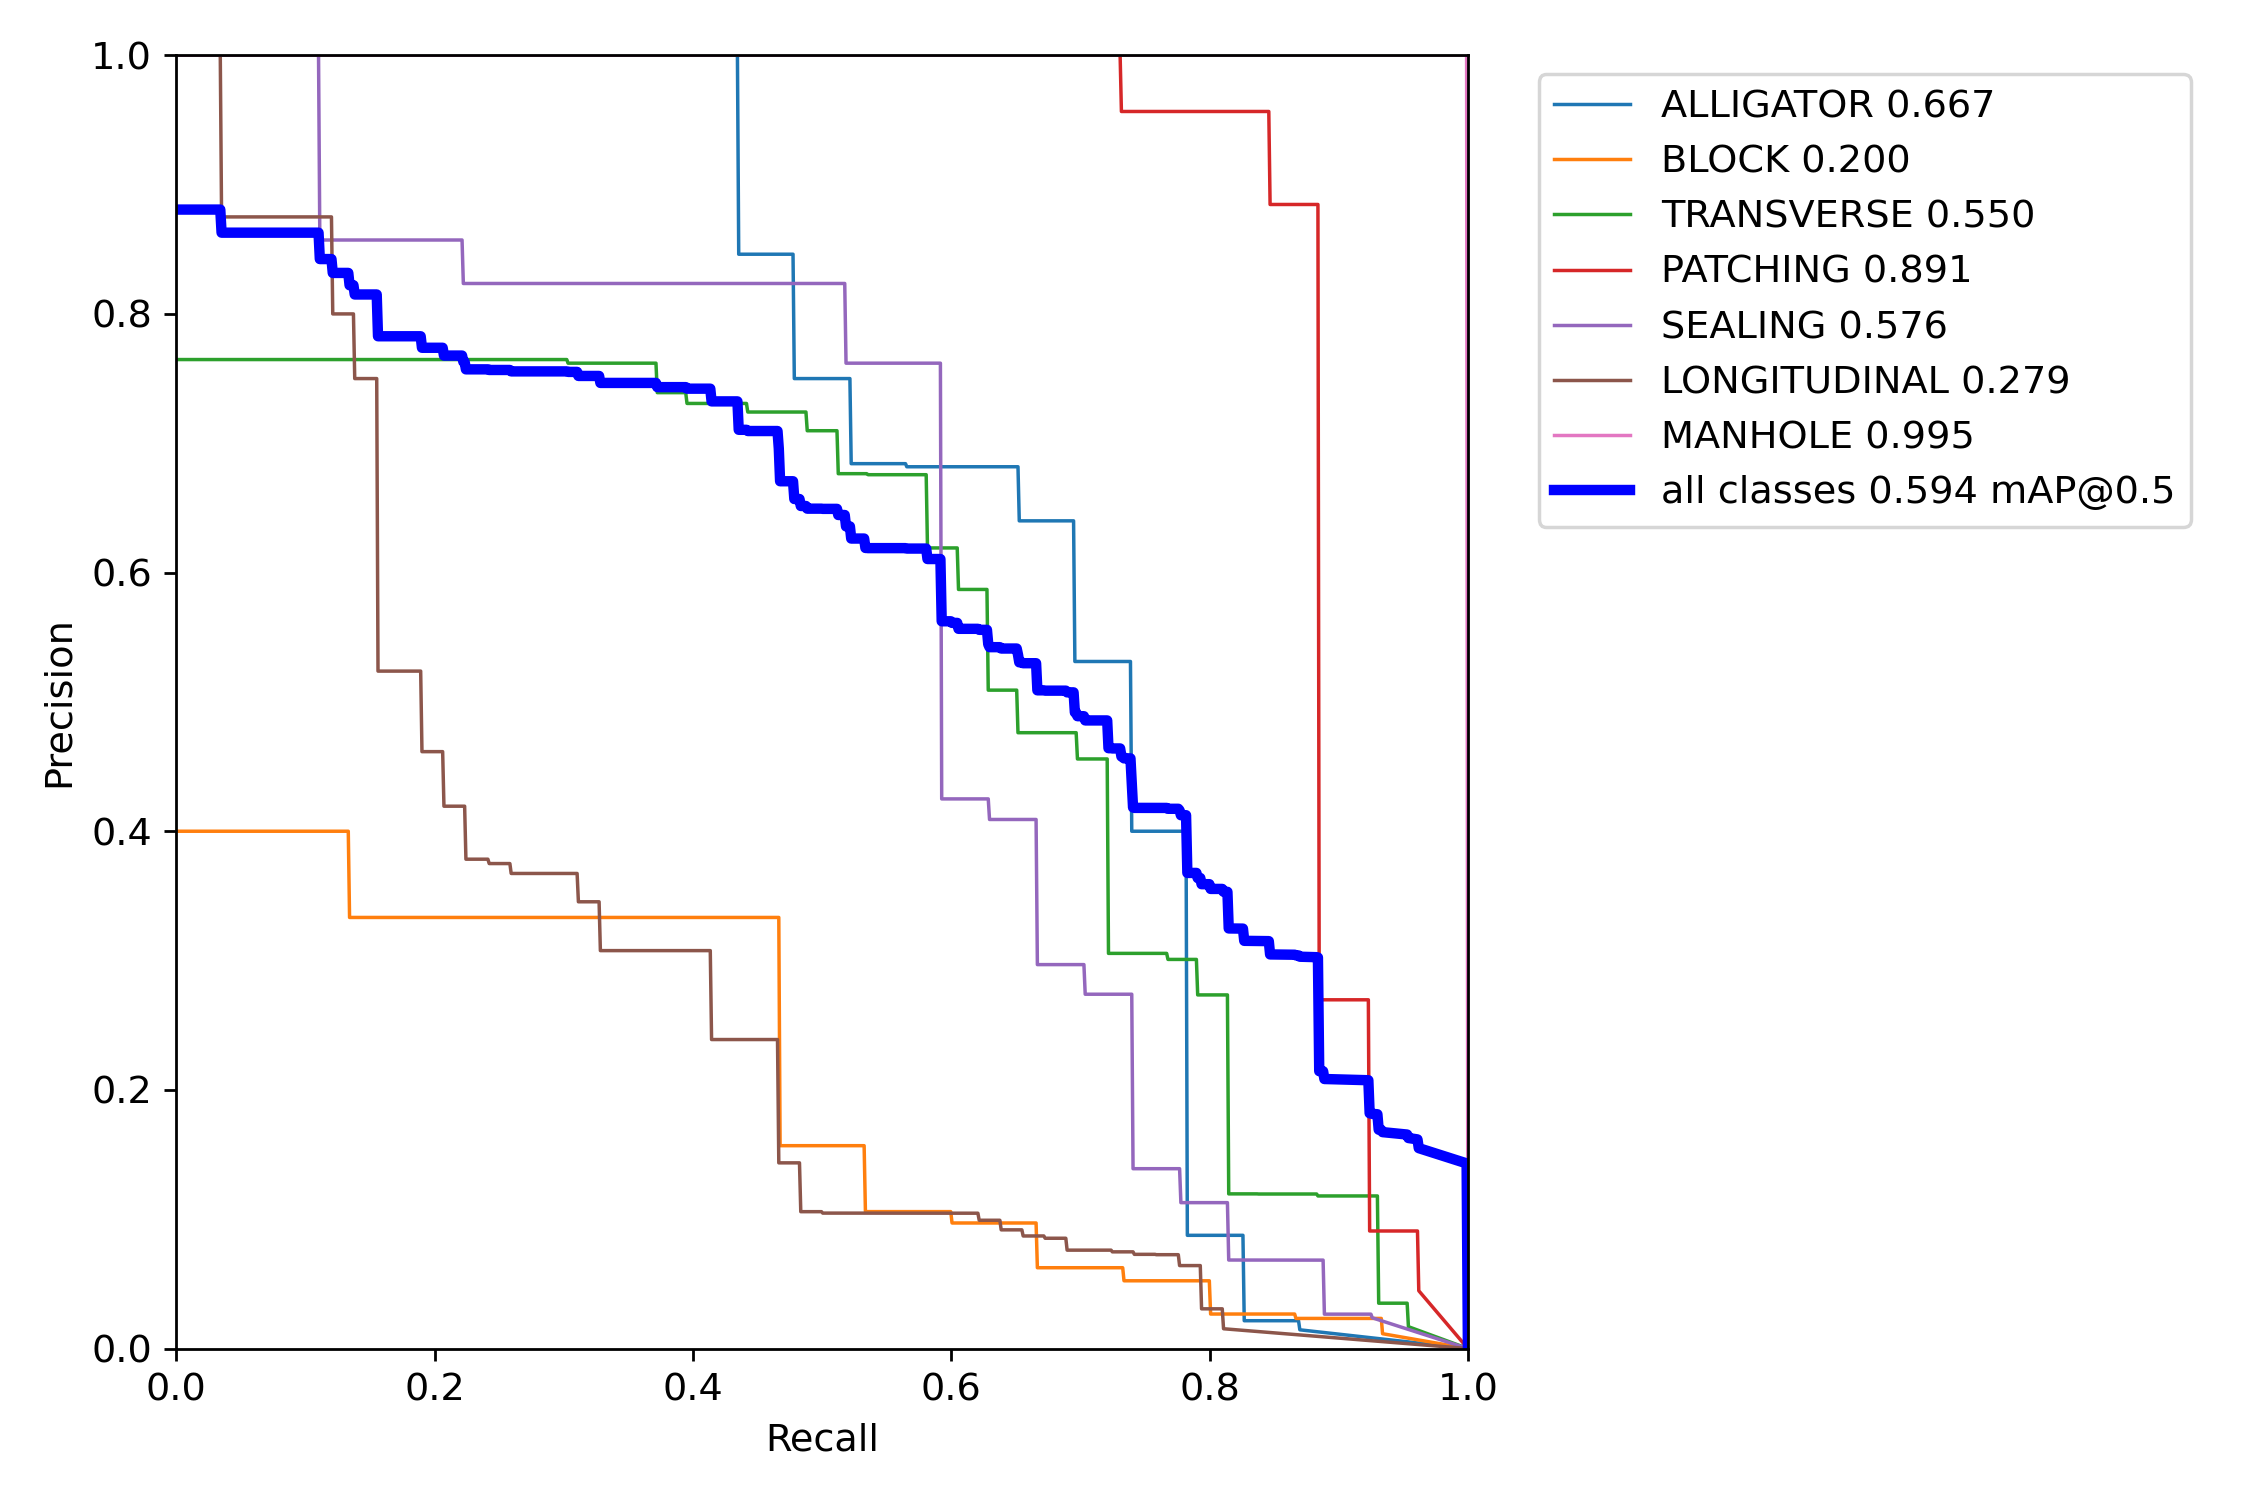 1.0
0.8
0.6
0.4
0.2
0.0
Precision
0.0 0.2 0.4 0.6 0.8 1.0
Recall
ALLIGATOR 0.667
BLOCK 0.200
TRANSVERSE 0.550
PATCHING 0.891
SEALING 0.576
LONGITUDINAL 0.279
MANHOLE 0.995
all classes 0.594 mAP@0.5